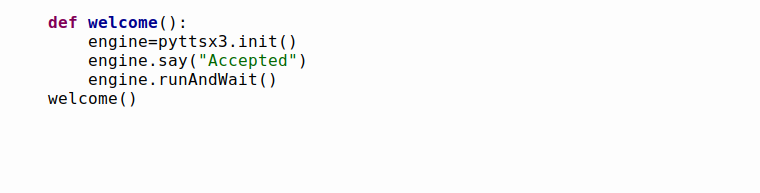 def welcome():
    engine=pyttsx3.init()
    engine.say("Accepted")
    engine.runAndWait()
welcome()